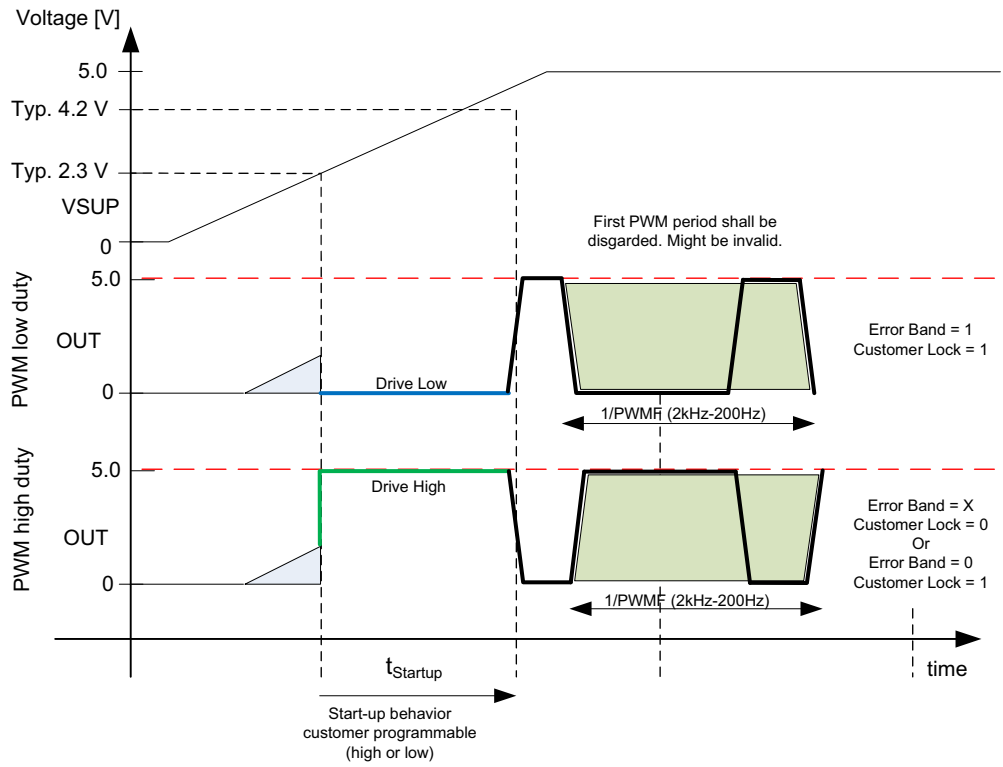 Voltage [V]
5.0
Typ. 4.2 V
Typ. 2.3 V
VSUP
0
First PWM period shall be
disgarded. Might be invalid.
PWM low duty
5.0
OUT
0
Drive Low
Error Band = 1
Customer Lock = 1
1/PWMF (2kHz-200Hz)
PWM high duty
5.0
OUT
0
Drive High
Error Band = X
Customer Lock = 0
Or
Error Band = 0
Customer Lock = 1
1/PWMF (2kHz-200Hz)
tStartup
time
Start-up behavior
customer programmable
(high or low)